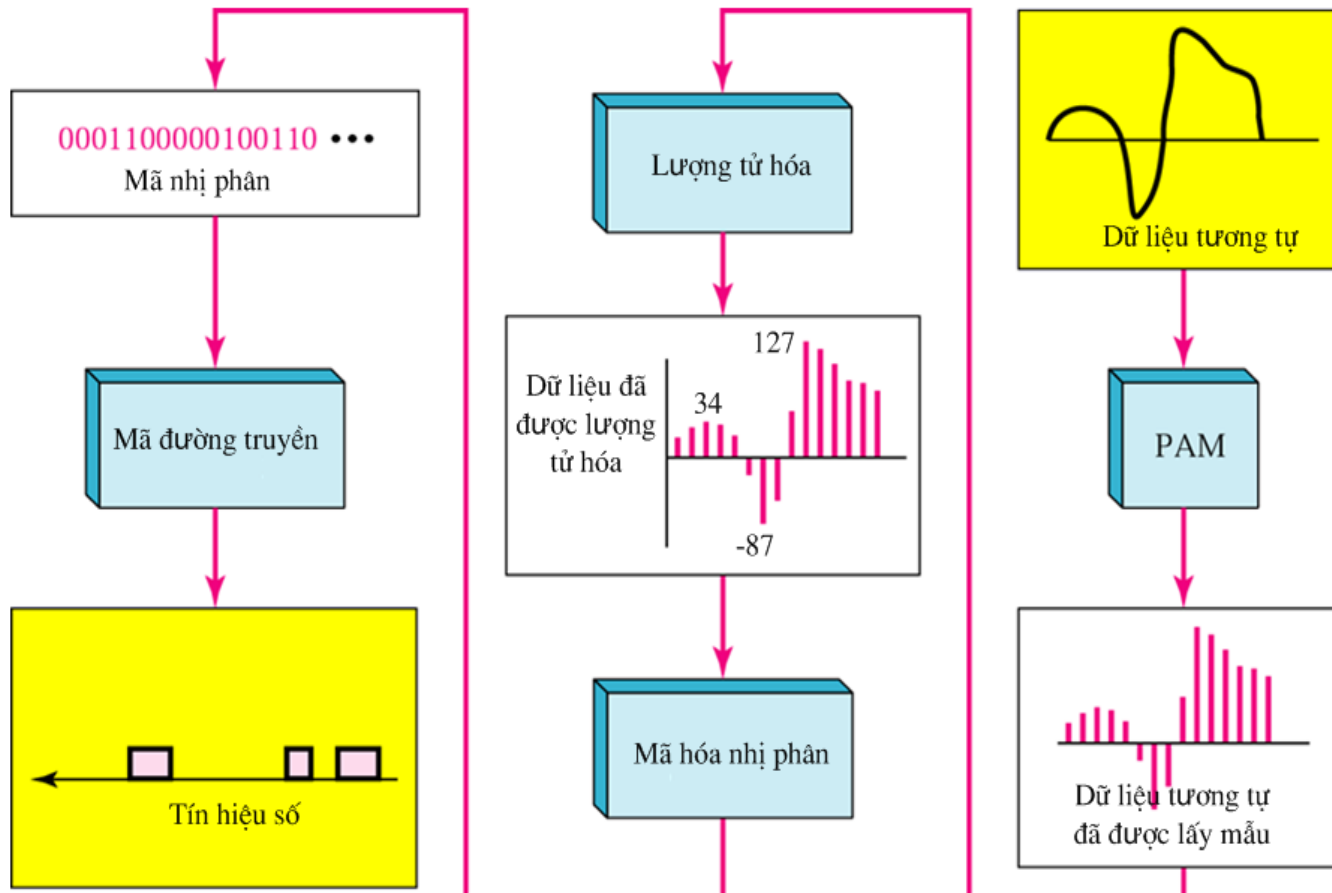 0001100000100110 •••
Mã nhị phân
Mã đường truyền
Tín hiệu số
Lượng tử hóa
Dữ liệu đã
được lượng
tử hóa
127
34
-87
Mã hóa nhị phân
Dữ liệu tương tự
PAM
Dữ liệu tương tự
đã được lấy mẫu